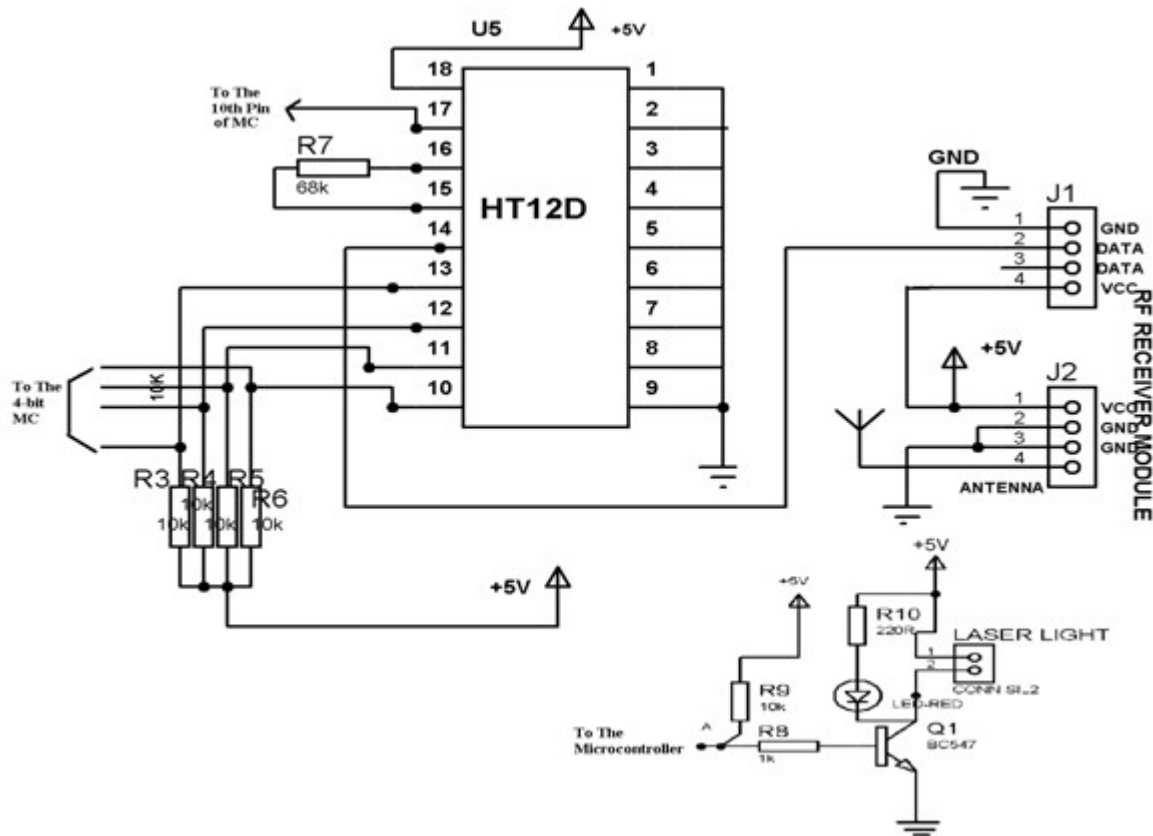 U5
+5V
18
1
To The
10th Pin
of MC
17
2
16
3
R7
68k
15
4
HT12D
14
5
13
6
12
7
11
8
10
9
To The
4-bit
MC
10K
R3
R4
R5
R6
10k
10k
10k
10k
+5V
GND
J1
1
GND
2
DATA
3
DATA
4
VCC
RF RECEIVER MODULE
+5V
J2
1
VCC
2
GND
3
GND
4
ANTENNA
+5V
+5V
R10
220R
LASER LIGHT
1
2
CONN SIL2
LED-RED
R9
10k
To The
Microcontroller
A
R8
1k
Q1
BC547